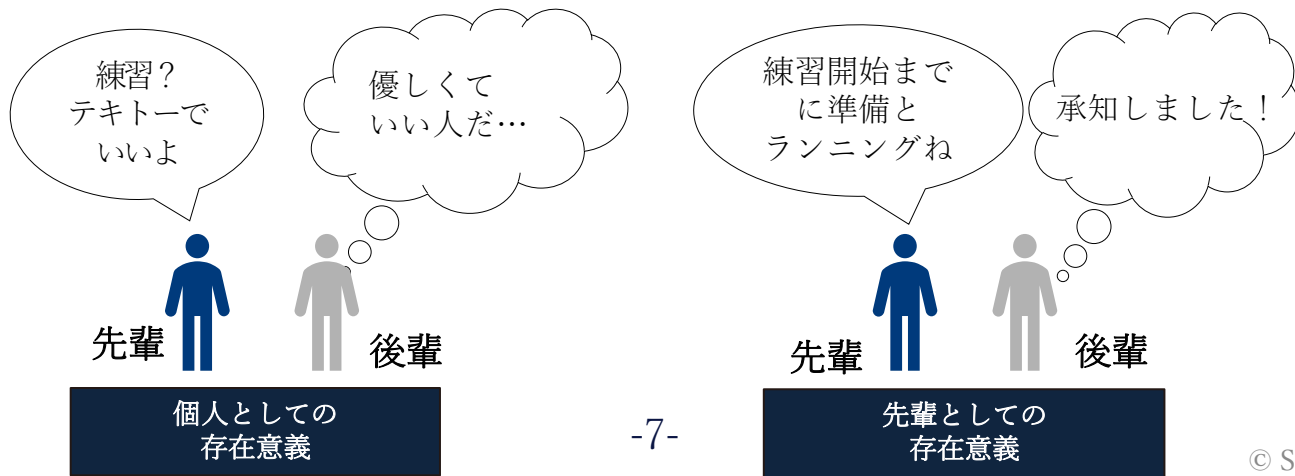 練習？
テキトーで
いいよ
優しくて
いい人だ…
先輩
後輩
個人としての
存在意義
練習開始まで
に準備と
ランニングね
承知しました！
先輩
後輩
先輩としての
存在意義
-7-
© S